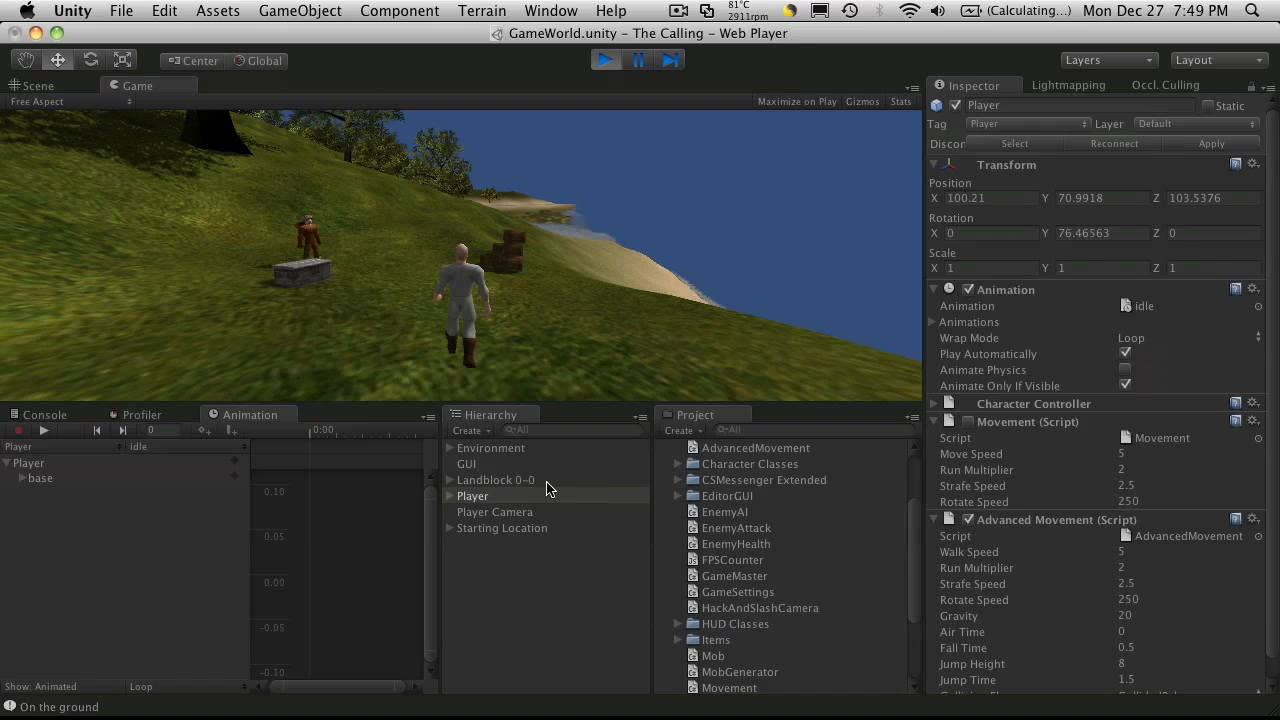 Unity File Edit Assets GameObject Component Terrain Window Help 81°C 2911rpm (Calculating...) Mon Dec 27 7:49 PM
GameWorld.unity – The Calling – Web Player
Center Global Layers Layout
Scene Game
Free Aspect Maximize on Play Gizmos Stats
Inspector Lightmapping Occl. Culling
Player Static
Tag Player Layer Default
Discor Select Reconnect Apply
Transform
Position
X 100.21 Y 70.9918 Z 103.5376
Rotation
X 0 Y 76.46563 Z 0
Scale
X 1 Y 1 Z 1
Animation
Animation idle
Animations
Wrap Mode Loop
Play Automatically
Animate Physics
Animate Only If Visible
Character Controller
Movement (Script)
Script Movement
Move Speed 5
Run Multiplier 2
Strafe Speed 2.5
Rotate Speed 250
Advanced Movement (Script)
Script AdvancedMovement
Walk Speed 5
Run Multiplier 2
Strafe Speed 2.5
Rotate Speed 250
Gravity 20
Air Time 0
Fall Time 0.5
Jump Height 8
Jump Time 1.5
Console Profiler Animation
0 0:00
Player idle
Player
base
0.10
0.05
0.00
-0.05
-0.10
Show: Animated Loop
Hierarchy
Create All
Environment
GUI
Landblock 0-0
Player
Player Camera
Starting Location
Project
Create All
AdvancedMovement
Character Classes
CSMessenger Extended
EditorGUI
EnemyAI
EnemyAttack
EnemyHealth
FPSCounter
GameMaster
GameSettings
HackAndSlashCamera
HUD Classes
Items
Mob
MobGenerator
Movement
On the ground